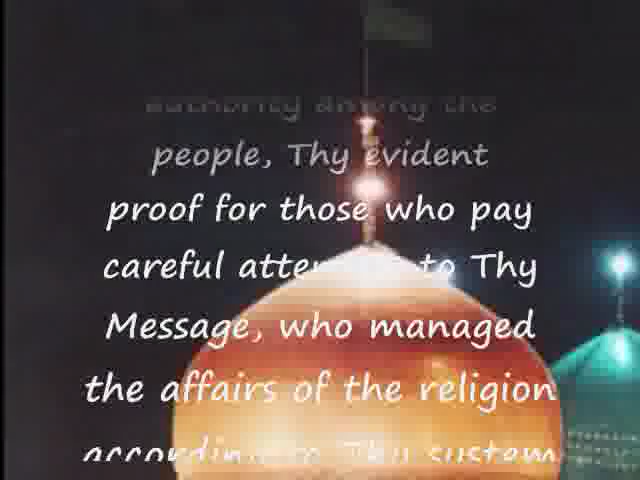 authority among the
people, Thy evident
proof for those who pay
careful attention to Thy
Message, who managed
the affairs of the religion
according to Thy system